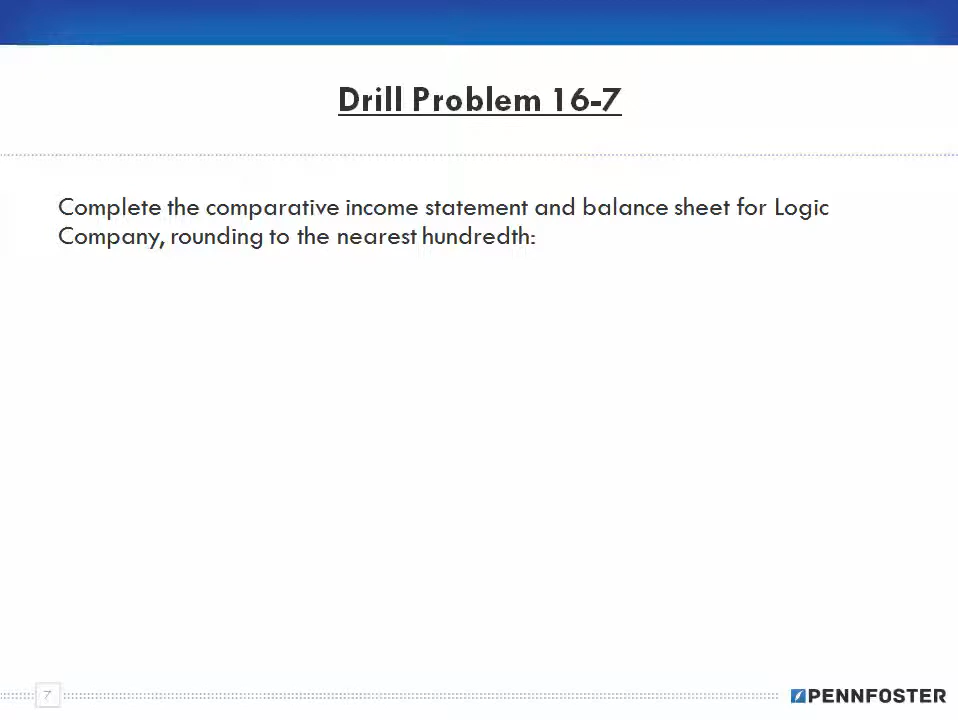 Drill Problem 16-7
Complete the comparative income statement and balance sheet for Logic
Company, rounding to the nearest hundredth:
7
PENNFOSTER